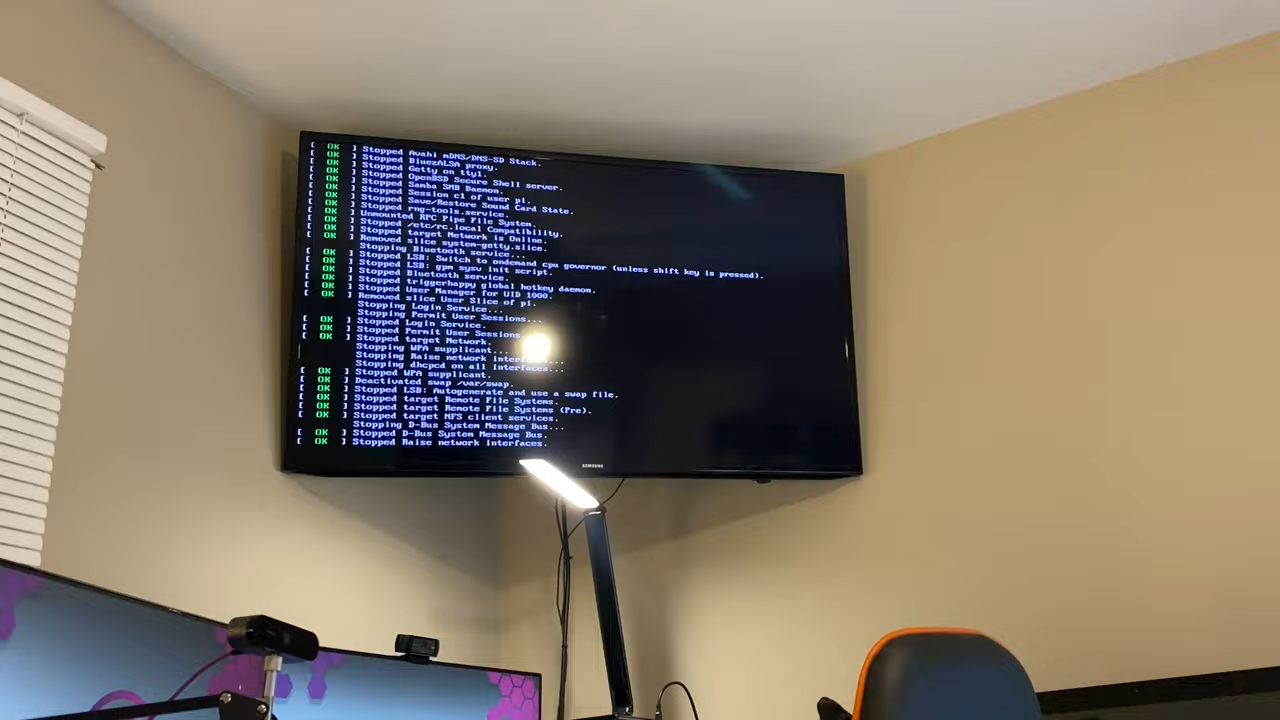 [ OK ] Stopped Avahi mDNS/DNS-SD Stack.
[ OK ] Stopped BluezALSA proxy.
[ OK ] Stopped Getty on tty1.
[ OK ] Stopped OpenBSD Secure Shell server.
[ OK ] Stopped Samba SMB Daemon.
[ OK ] Stopped Session c1 of user pi.
[ OK ] Stopped Save/Restore Sound Card State.
[ OK ] Stopped rng-tools.service.
[ OK ] Unmounted RPC Pipe File System.
[ OK ] Stopped /etc/rc.local Compatibility.
[ OK ] Stopped target Network is Online.
[ OK ] Removed slice system-getty.slice.
Stopping Bluetooth service...
[ OK ] Stopped LSB: Switch to ondemand cpu governor (unless shift key is pressed).
[ OK ] Stopped LSB: gpm sysv init script.
[ OK ] Stopped Bluetooth service.
[ OK ] Stopped triggerhappy global hotkey daemon.
[ OK ] Stopped User Manager for UID 1000.
[ OK ] Removed slice User Slice of pi.
Stopping Login Service...
Stopping Permit User Sessions...
[ OK ] Stopped Login Service.
[ OK ] Stopped Permit User Sessions.
[ OK ] Stopped target Network.
Stopping WPA supplicant...
Stopping Raise network
Stopping dhcpcd on all interfaces...
[ OK ] Stopped WPA supplicant.
[ OK ] Deactivated swap /var/swap.
[ OK ] Stopped LSB: Autogenerate and use a swap file.
[ OK ] Stopped target Remote File Systems.
[ OK ] Stopped target Remote File Systems (Pre).
[ OK ] Stopped target NFS client services.
Stopping D-Bus System Message Bus...
[ OK ] Stopped D-Bus System Message Bus.
[ OK ] Stopped Raise network interfaces.
SAMSUNG